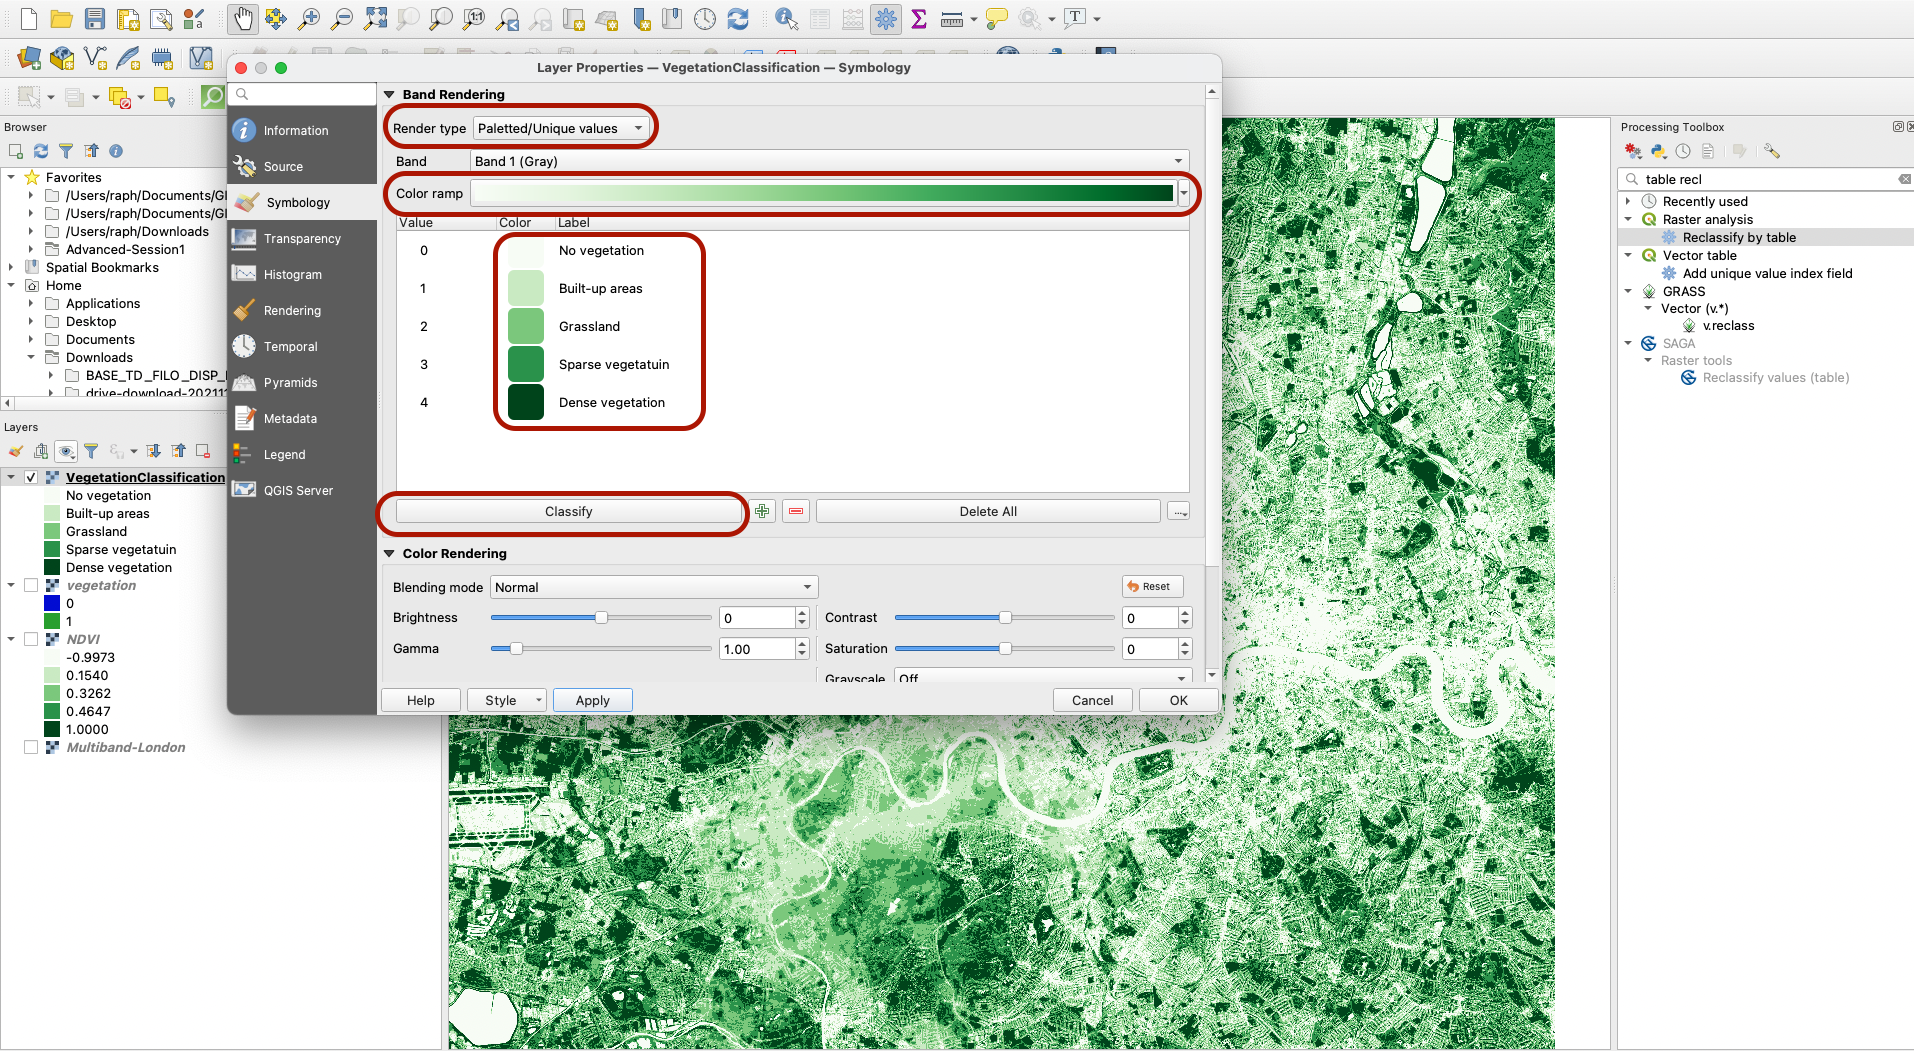 Layer Properties — VegetationClassification — Symbology
Information
Source
Symbology
Transparency
Histogram
Rendering
Temporal
Pyramids
Metadata
Legend
QGIS Server
Band Rendering
Render type Paletted/Unique values
Band Band 1 (Gray)
Color ramp
Value Color Label
0 No vegetation
1 Built-up areas
2 Grassland
3 Sparse vegetatuin
4 Dense vegetation
Classify Delete All ...
Color Rendering
Blending mode Normal Reset
Brightness 0 Contrast 0
Gamma 1.00 Saturation 0
Grayscale Off
Help Style Apply Cancel OK
Browser
Favorites
/Users/raph/Documents/GI
/Users/raph/Documents/GI
/Users/raph/Downloads
Advanced-Session1
Spatial Bookmarks
Home
Applications
Desktop
Documents
Downloads
BASE_TD_FILO_DISP_
drive-download-20211
Layers
VegetationClassification
No vegetation
Built-up areas
Grassland
Sparse vegetatuin
Dense vegetation
vegetation
0
1
NDVI
-0.9973
0.1540
0.3262
0.4647
1.0000
Multiband-London
Processing Toolbox
table recl
Recently used
Raster analysis
Reclassify by table
Vector table
Add unique value index field
GRASS
Vector (v.*)
v.reclass
SAGA
Raster tools
Reclassify values (table)